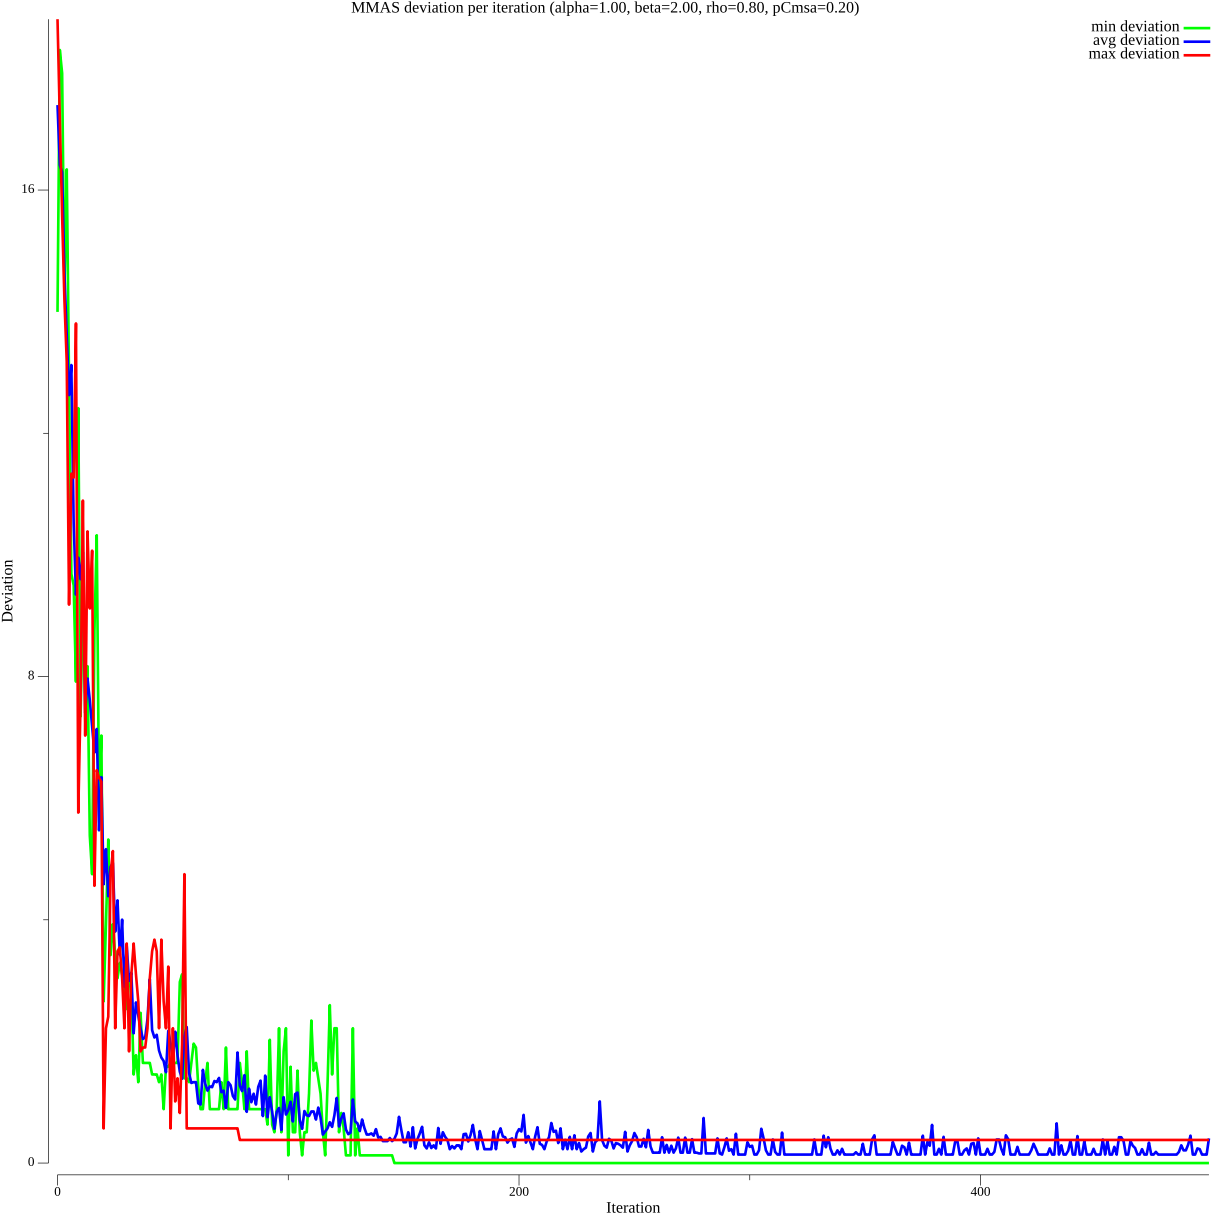 MMAS deviation per iteration (alpha=1.00, beta=2.00, rho=0.80, pCmsa=0.20)
min deviation
avg deviation
max deviation
16
8
0
Deviation
0
200
400
Iteration